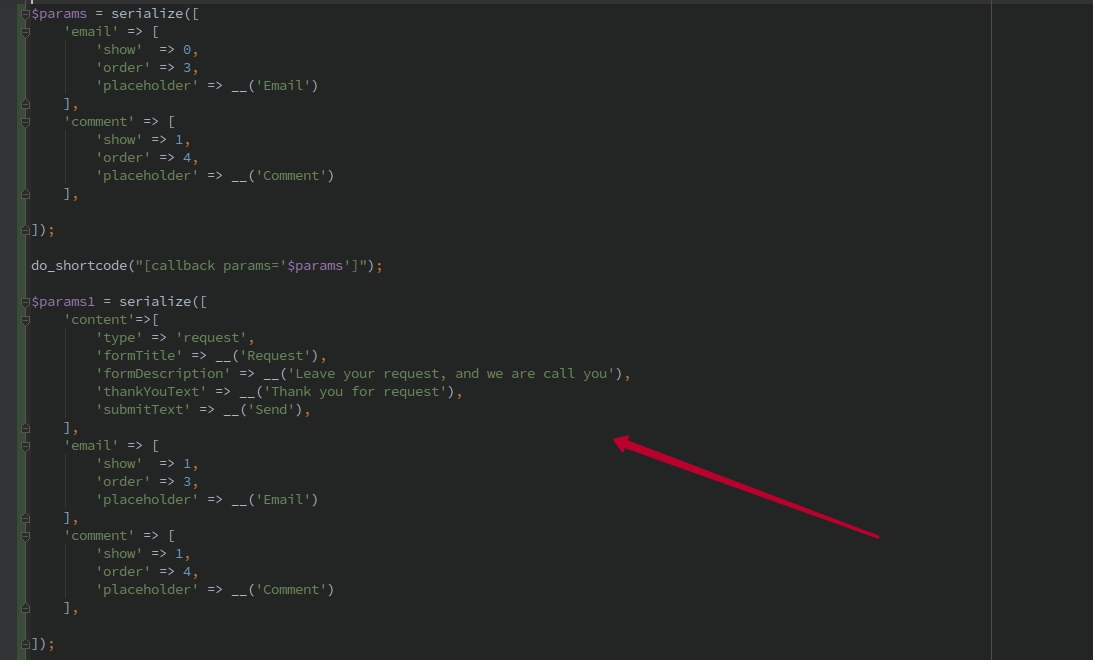 $params = serialize([
    'email' => [
        'show'  => 0,
        'order' => 3,
        'placeholder' => __('Email')
    ],
    'comment' => [
        'show' => 1,
        'order' => 4,
        'placeholder' => __('Comment')
    ],
]);
do_shortcode("[callback params='$params']");
$params1 = serialize([
    'content'=>[
        'type' => 'request',
        'formTitle' => __('Request'),
        'formDescription' => __('Leave your request, and we are call you'),
        'thankYouText' => __('Thank you for request'),
        'submitText' => __('Send'),
    ],
    'email' => [
        'show'  => 1,
        'order' => 3,
        'placeholder' => __('Email')
    ],
    'comment' => [
        'show' => 1,
        'order' => 4,
        'placeholder' => __('Comment')
    ],
]);